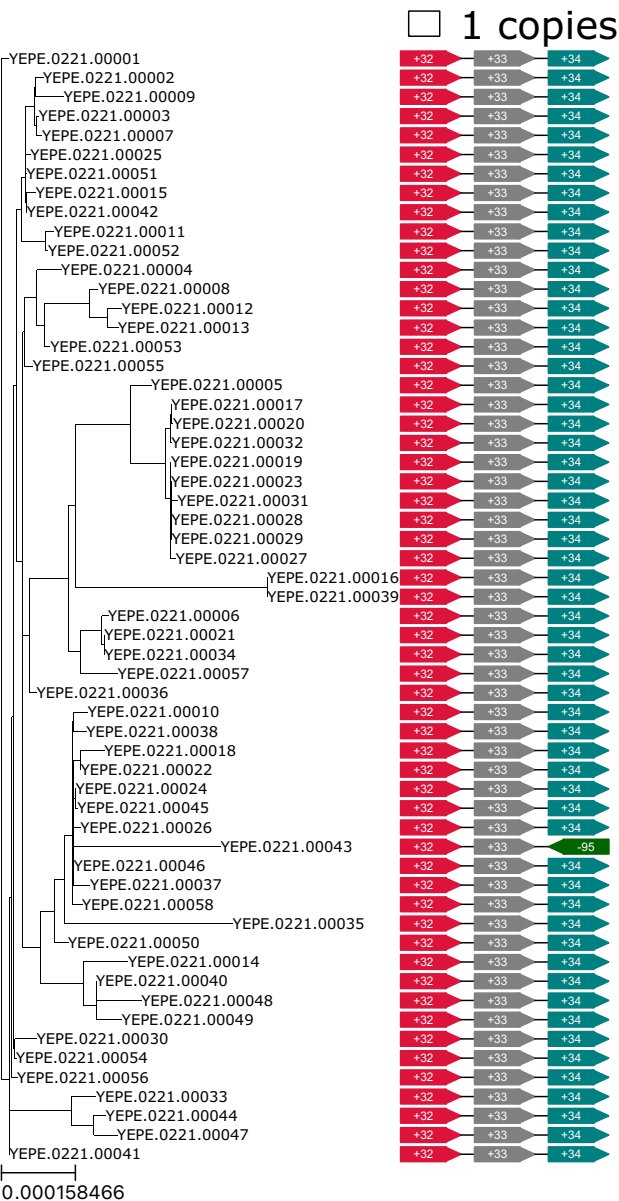 1 copies
YEPE.0221.00001 +32 +33 +34
YEPE.0221.00002 +32 +33 +34
YEPE.0221.00009 +32 +33 +34
YEPE.0221.00003 +32 +33 +34
YEPE.0221.00007 +32 +33 +34
YEPE.0221.00025 +32 +33 +34
YEPE.0221.00051 +32 +33 +34
YEPE.0221.00015 +32 +33 +34
YEPE.0221.00042 +32 +33 +34
YEPE.0221.00011 +32 +33 +34
YEPE.0221.00052 +32 +33 +34
YEPE.0221.00004 +32 +33 +34
YEPE.0221.00008 +32 +33 +34
YEPE.0221.00012 +32 +33 +34
YEPE.0221.00013 +32 +33 +34
YEPE.0221.00053 +32 +33 +34
YEPE.0221.00055 +32 +33 +34
YEPE.0221.00005 +32 +33 +34
YEPE.0221.00017 +32 +33 +34
YEPE.0221.00020 +32 +33 +34
YEPE.0221.00032 +32 +33 +34
YEPE.0221.00019 +32 +33 +34
YEPE.0221.00023 +32 +33 +34
YEPE.0221.00031 +32 +33 +34
YEPE.0221.00028 +32 +33 +34
YEPE.0221.00029 +32 +33 +34
YEPE.0221.00027 +32 +33 +34
YEPE.0221.00016 +32 +33 +34
YEPE.0221.00039 +32 +33 +34
YEPE.0221.00006 +32 +33 +34
YEPE.0221.00021 +32 +33 +34
YEPE.0221.00034 +32 +33 +34
YEPE.0221.00057 +32 +33 +34
YEPE.0221.00036 +32 +33 +34
YEPE.0221.00010 +32 +33 +34
YEPE.0221.00038 +32 +33 +34
YEPE.0221.00018 +32 +33 +34
YEPE.0221.00022 +32 +33 +34
YEPE.0221.00024 +32 +33 +34
YEPE.0221.00045 +32 +33 +34
YEPE.0221.00026 +32 +33 +34
YEPE.0221.00043 +32 +33 -95
YEPE.0221.00046 +32 +33 +34
YEPE.0221.00037 +32 +33 +34
YEPE.0221.00058 +32 +33 +34
YEPE.0221.00035 +32 +33 +34
YEPE.0221.00050 +32 +33 +34
YEPE.0221.00014 +32 +33 +34
YEPE.0221.00040 +32 +33 +34
YEPE.0221.00048 +32 +33 +34
YEPE.0221.00049 +32 +33 +34
YEPE.0221.00030 +32 +33 +34
YEPE.0221.00054 +32 +33 +34
YEPE.0221.00056 +32 +33 +34
YEPE.0221.00033 +32 +33 +34
YEPE.0221.00044 +32 +33 +34
YEPE.0221.00047 +32 +33 +34
YEPE.0221.00041 +32 +33 +34
0.000158466